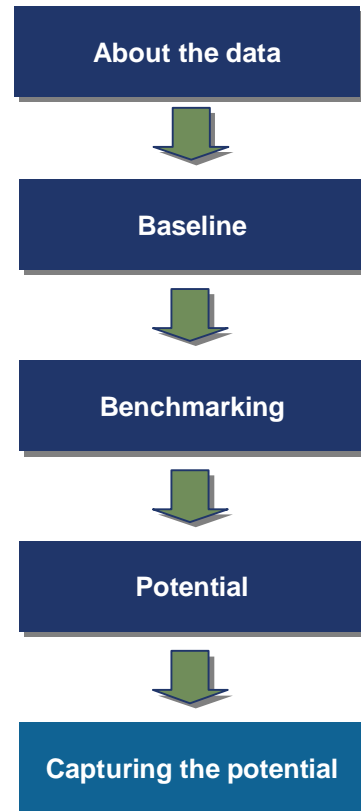 About the data
Baseline
Benchmarking
Potential
Capturing the potential